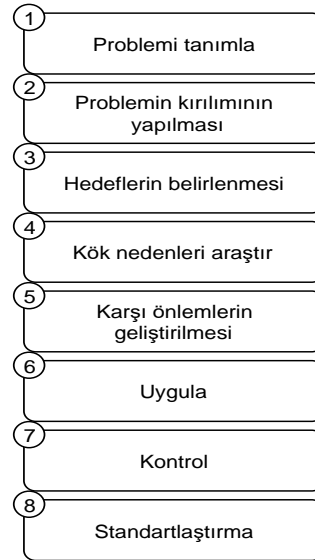 1
Problemi tanımla
2
Problemin kırılımının
yapılması
3
Hedeflerin belirlenmesi
4
Kök nedenleri araştır
5
Karşı önlemlerin
geliştirilmesi
6
Uygula
7
Kontrol
8
Standartlaştırma